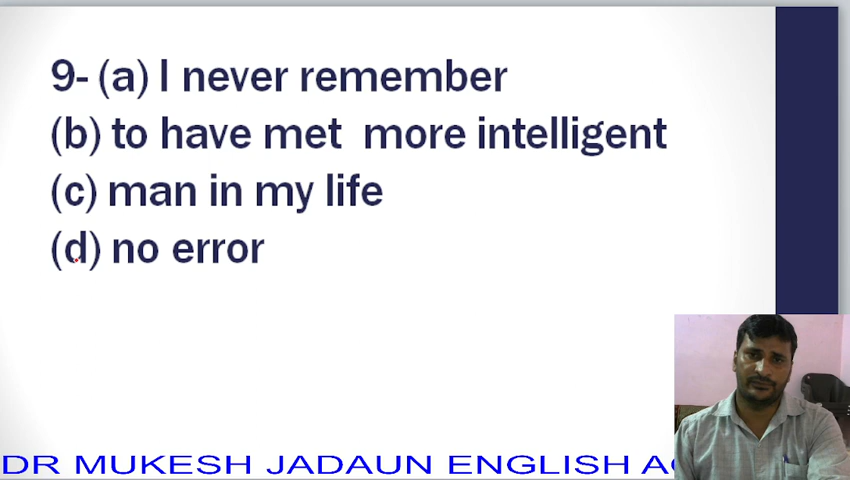 9- (a) I never remember
(b) to have met more intelligent
(c) man in my life
(d) no error
DR MUKESH JADAUN ENGLISH